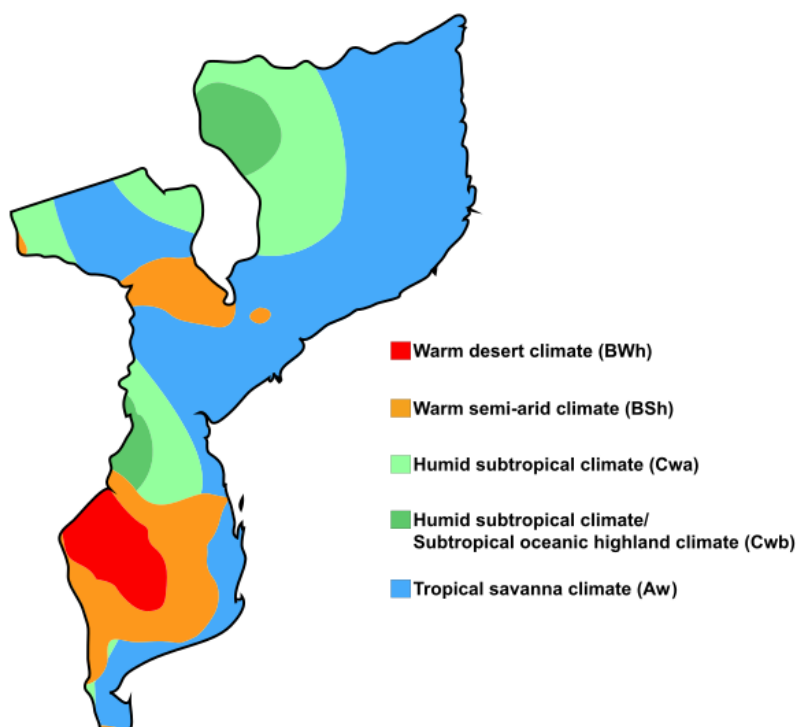 Warm desert climate (BWh)
Warm semi-arid climate (BSh)
Humid subtropical climate (Cwa)
Humid subtropical climate/
Subtropical oceanic highland climate (Cwb)
Tropical savanna climate (Aw)